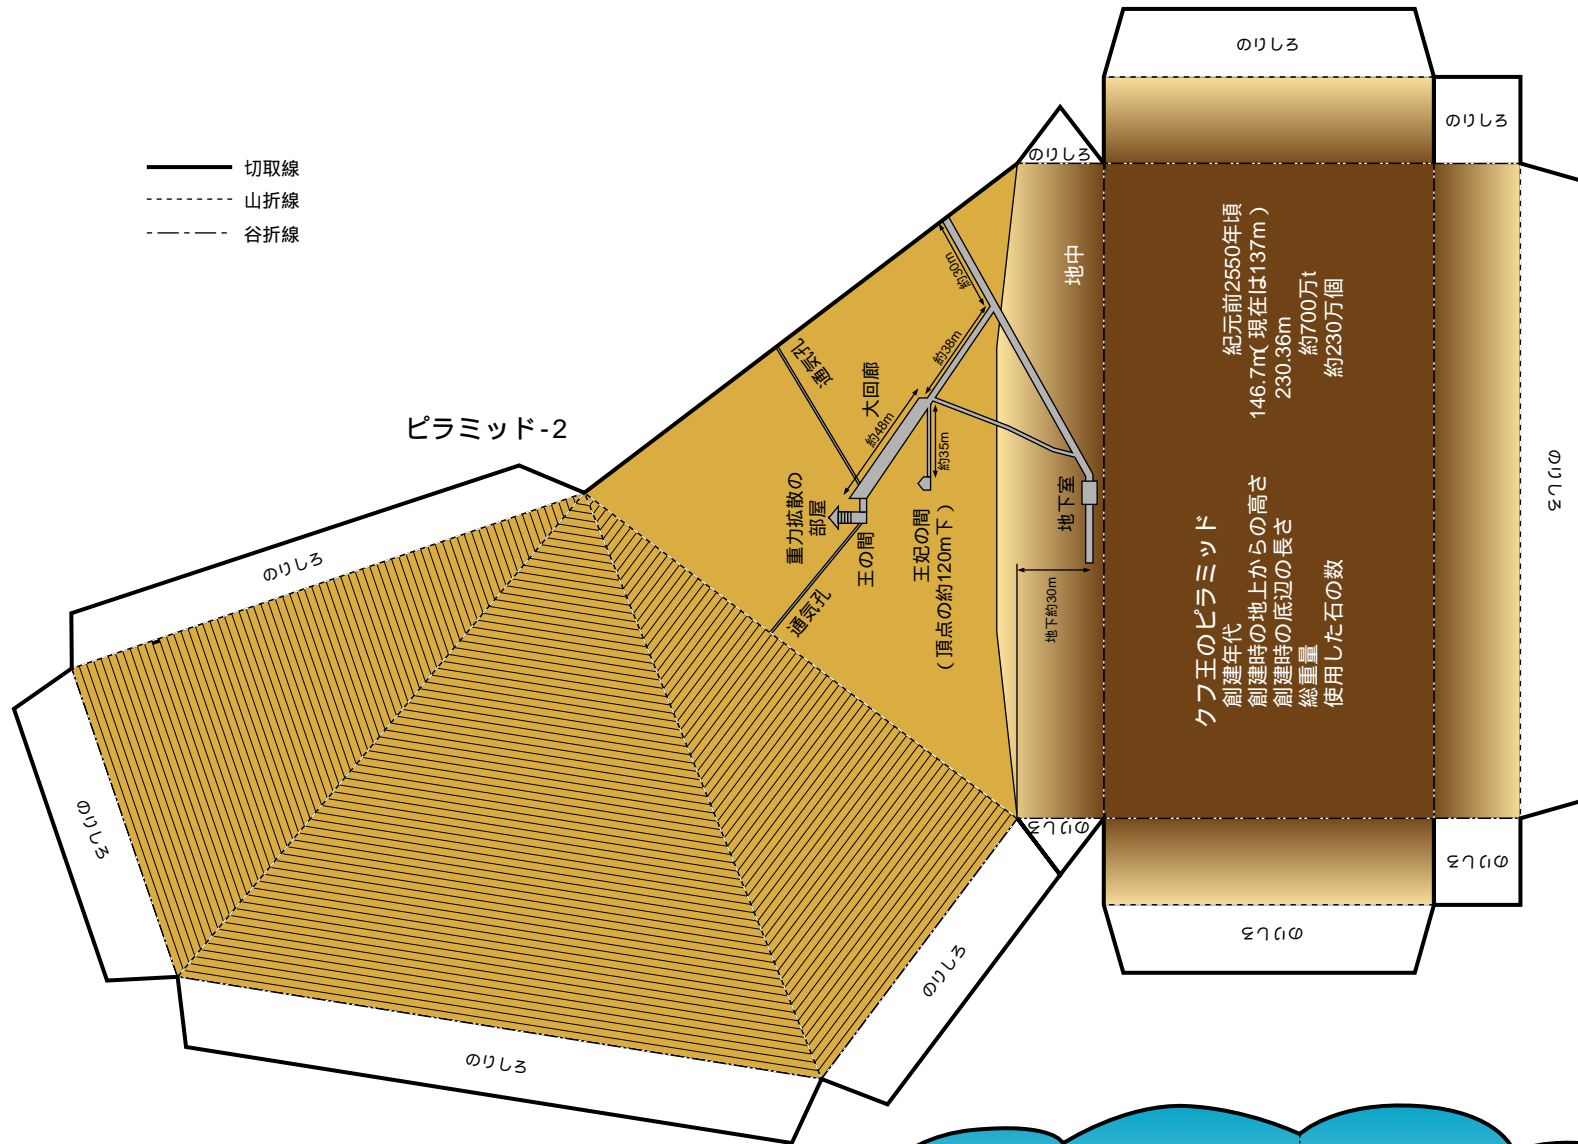 切取線
山折線
谷折線
ピラミッド-2
のりしろ
のりしろ
のりしろ
のりしろ
のりしろ
のりしろ
のりしろ
のりしろ
のりしろ
のりしろ
のりしろ
通気孔
大回廊
約30m
約38m
約48m
約35m
重力拡散の
部屋
王の間
通気孔
王妃の間
(頂点の約120m下)
地下室
地下約30m
地中
クフ王のピラミッド
創建年代 紀元前2550年頃
創建時の地上からの高さ 146.7m(現在は137m)
創建時の底辺の長さ 230.36m
総重量 約700万t
使用した石の数 約230万個